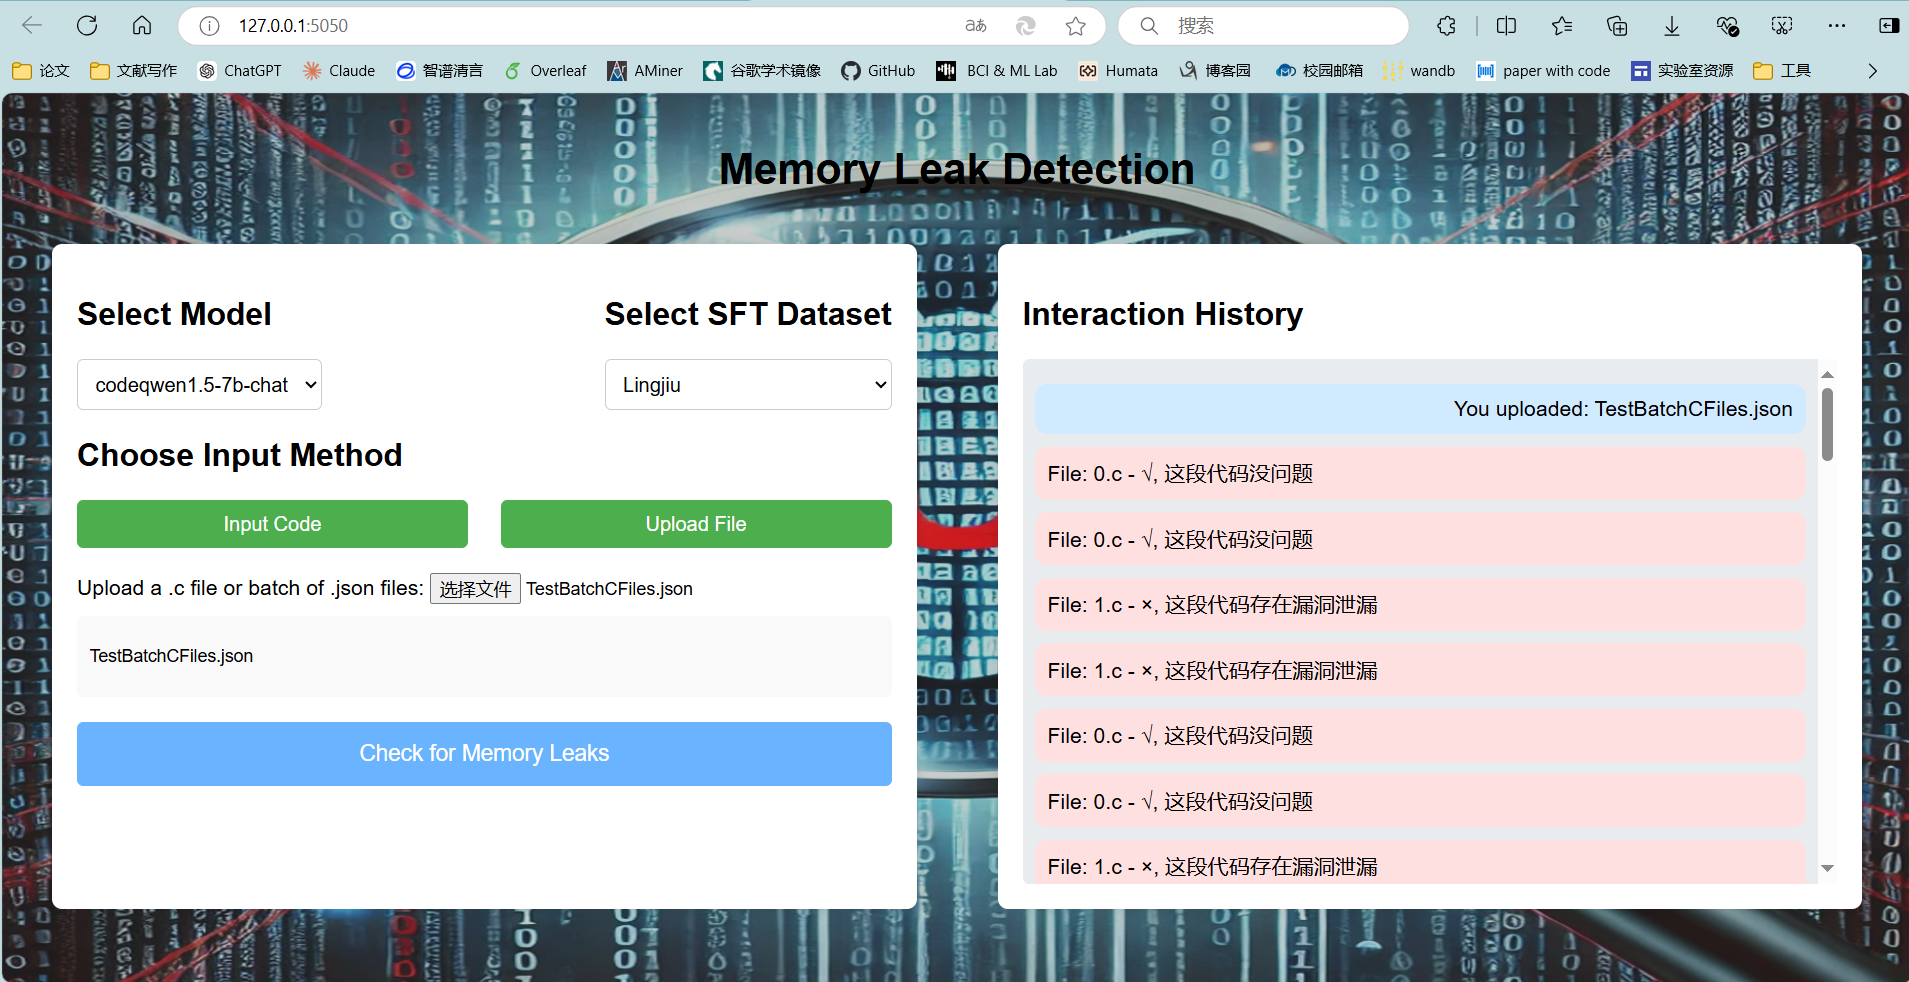 127.0.0.1:5050
aあ
搜索
论文
文献写作
ChatGPT
Claude
智谱清言
Overleaf
AMiner
谷歌学术镜像
GitHub
BCI & ML Lab
Humata
博客园
校园邮箱
wandb
paper with code
实验室资源
工具
Memory Leak Detection
Select Model
Select SFT Dataset
codeqwen1.5-7b-chat
Lingjiu
Choose Input Method
Input Code
Upload File
Upload a .c file or batch of .json files: 选择文件 TestBatchCFiles.json
TestBatchCFiles.json
Check for Memory Leaks
Interaction History
You uploaded: TestBatchCFiles.json
File: 0.c - √, 这段代码没问题
File: 0.c - √, 这段代码没问题
File: 1.c - ×, 这段代码存在漏洞泄漏
File: 1.c - ×, 这段代码存在漏洞泄漏
File: 0.c - √, 这段代码没问题
File: 0.c - √, 这段代码没问题
File: 1.c - ×, 这段代码存在漏洞泄漏